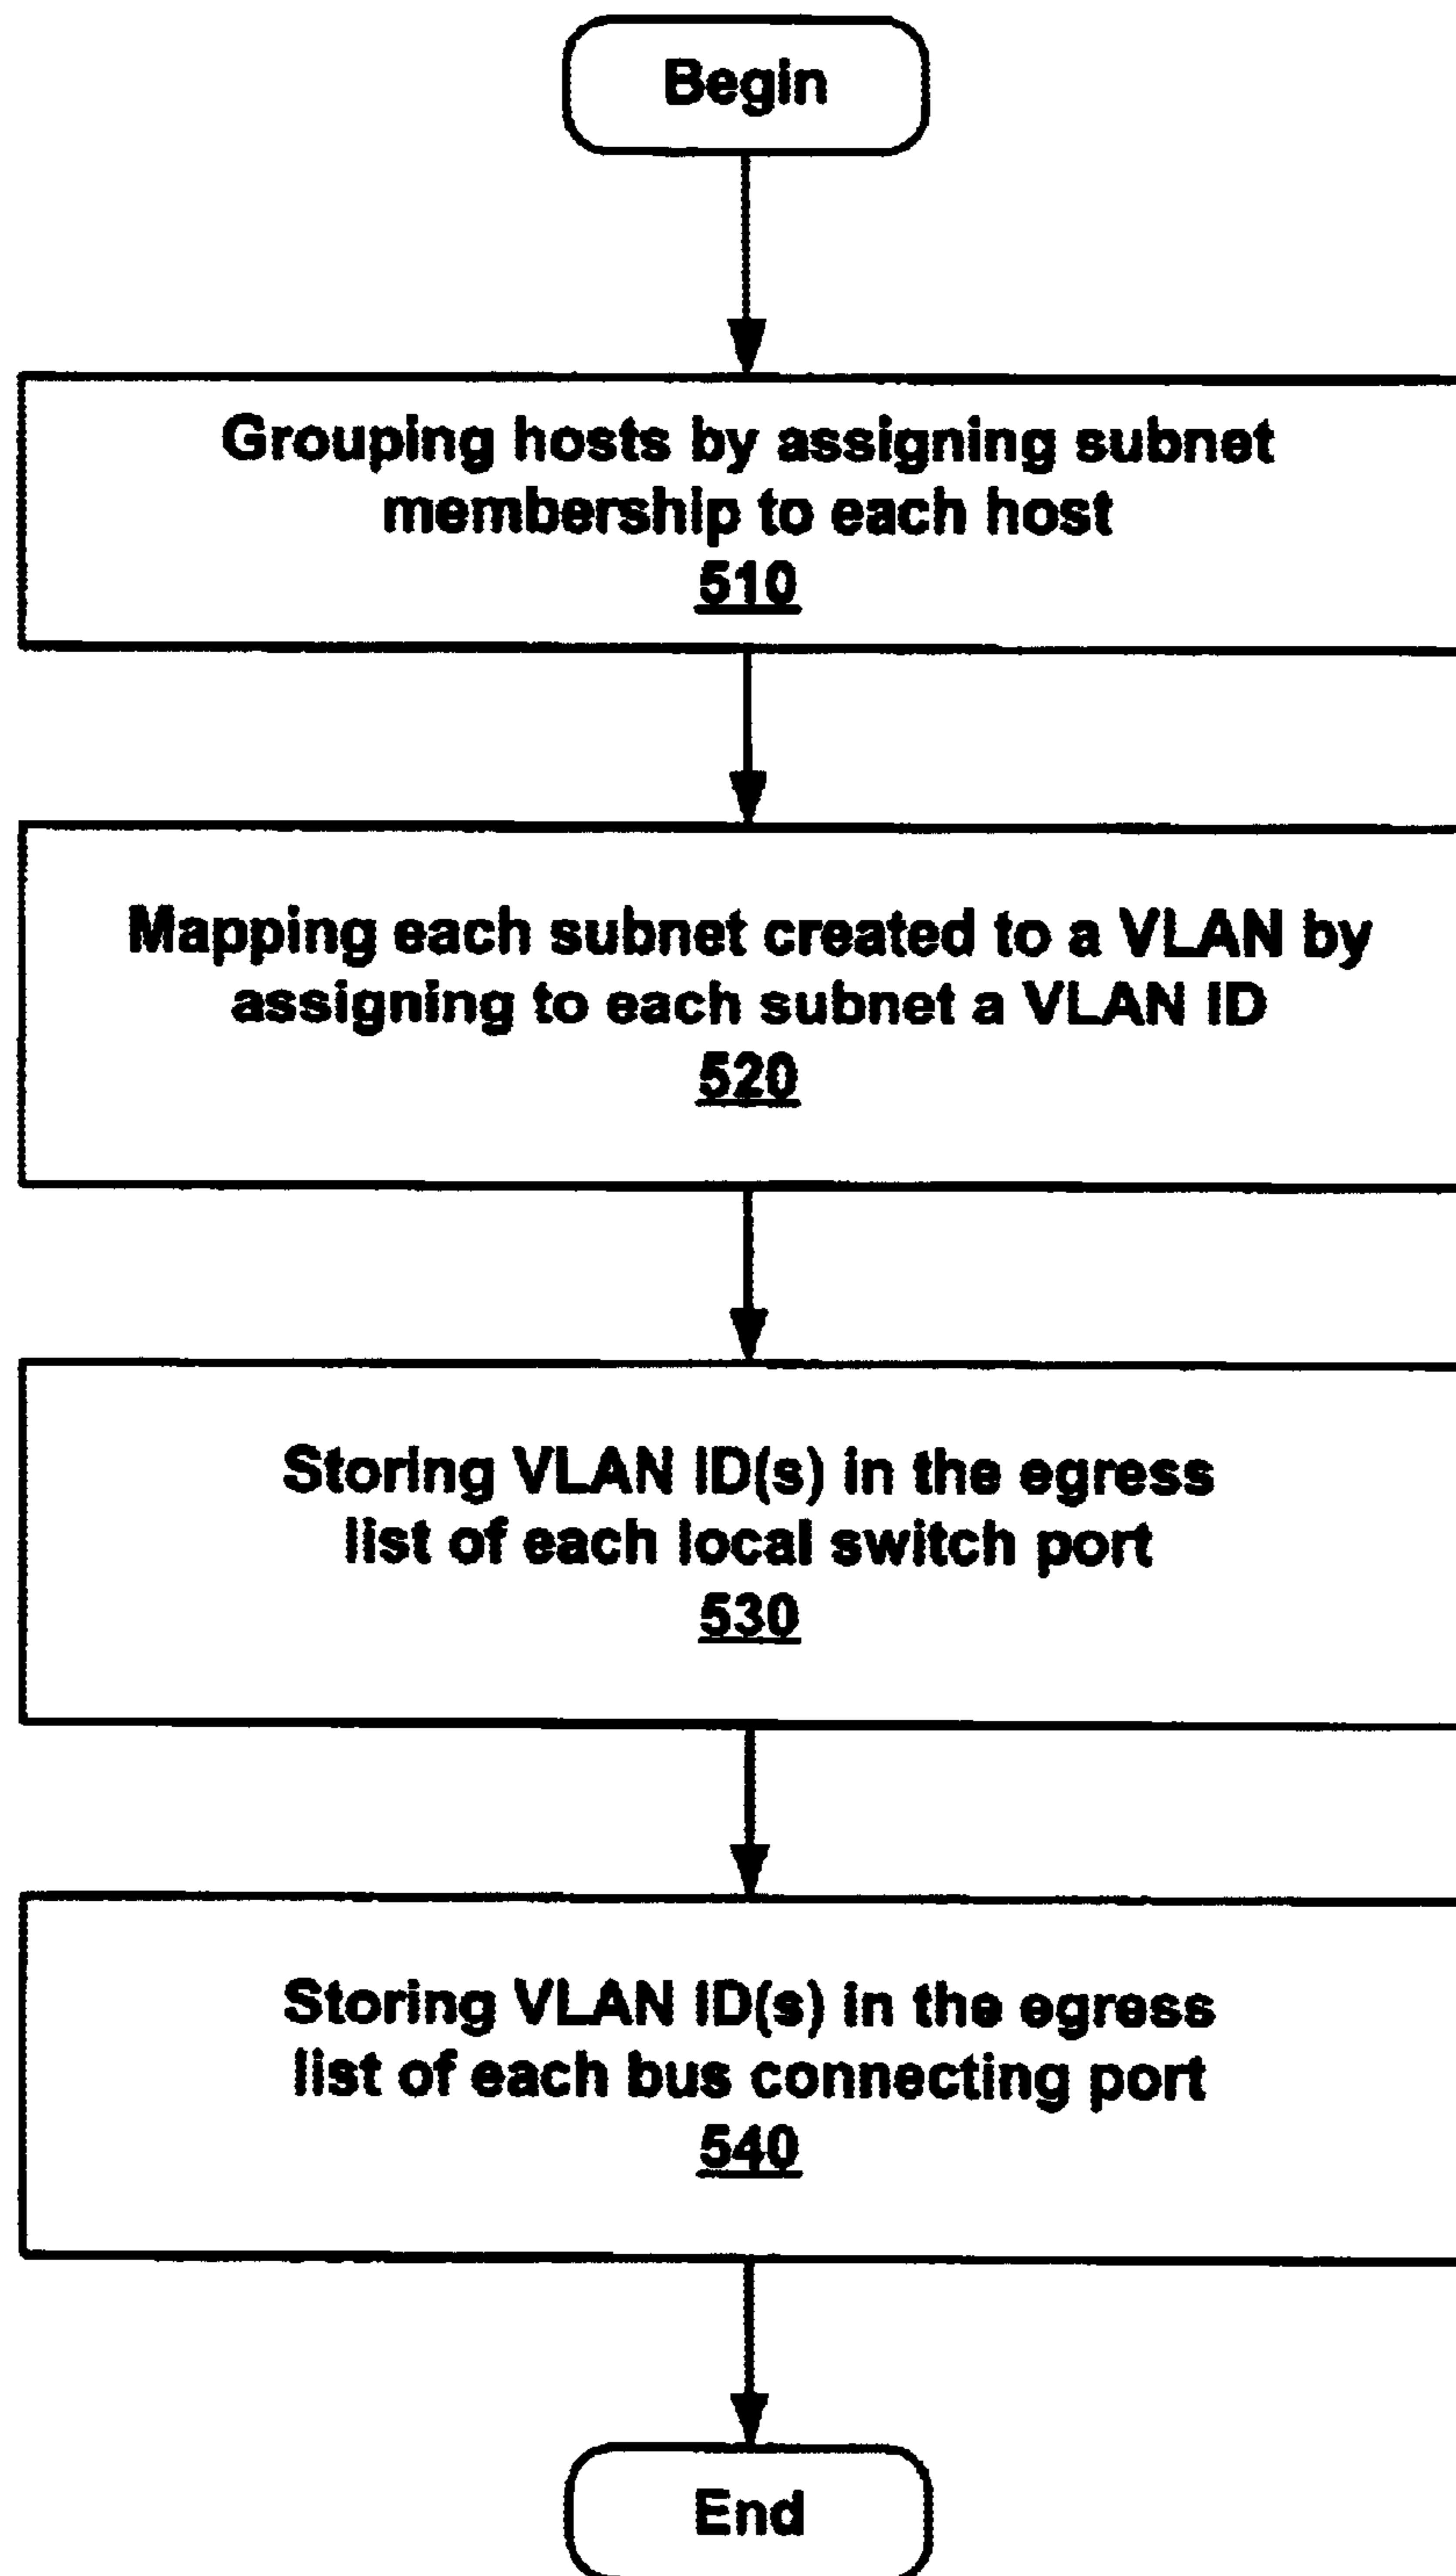 Begin
Grouping hosts by assigning subnet
membership to each host
510
Mapping each subnet created to a VLAN by
assigning to each subnet a VLAN ID
520
Storing VLAN ID(s) in the egress
list of each local switch port
530
Storing VLAN ID(s) in the egress
list of each bus connecting port
540
End